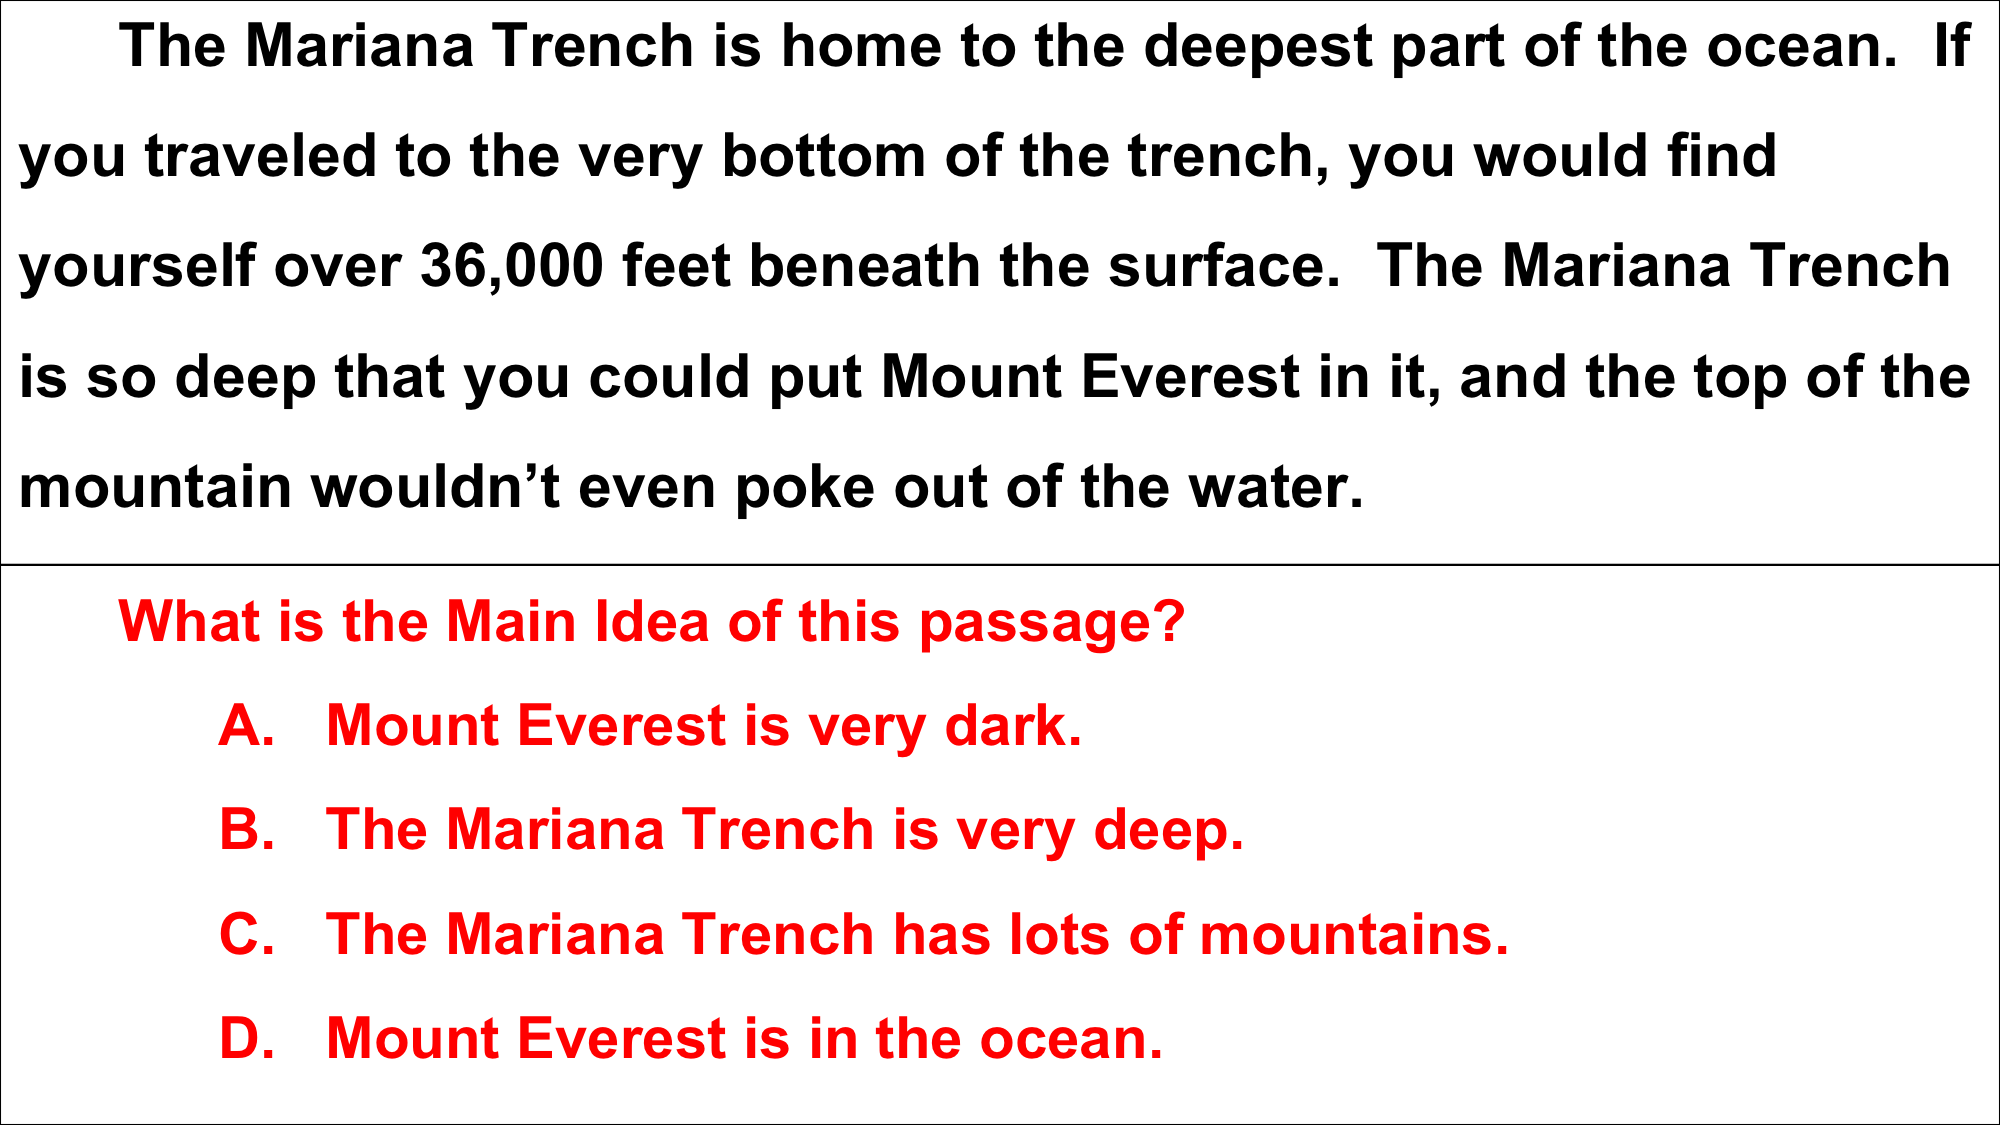 The Mariana Trench is home to the deepest part of the ocean.  If
you traveled to the very bottom of the trench, you would find
yourself over 36,000 feet beneath the surface.  The Mariana Trench
is so deep that you could put Mount Everest in it, and the top of the
mountain wouldn’t even poke out of the water.
What is the Main Idea of this passage?
A.   Mount Everest is very dark.
B.   The Mariana Trench is very deep.
C.   The Mariana Trench has lots of mountains.
D.   Mount Everest is in the ocean.